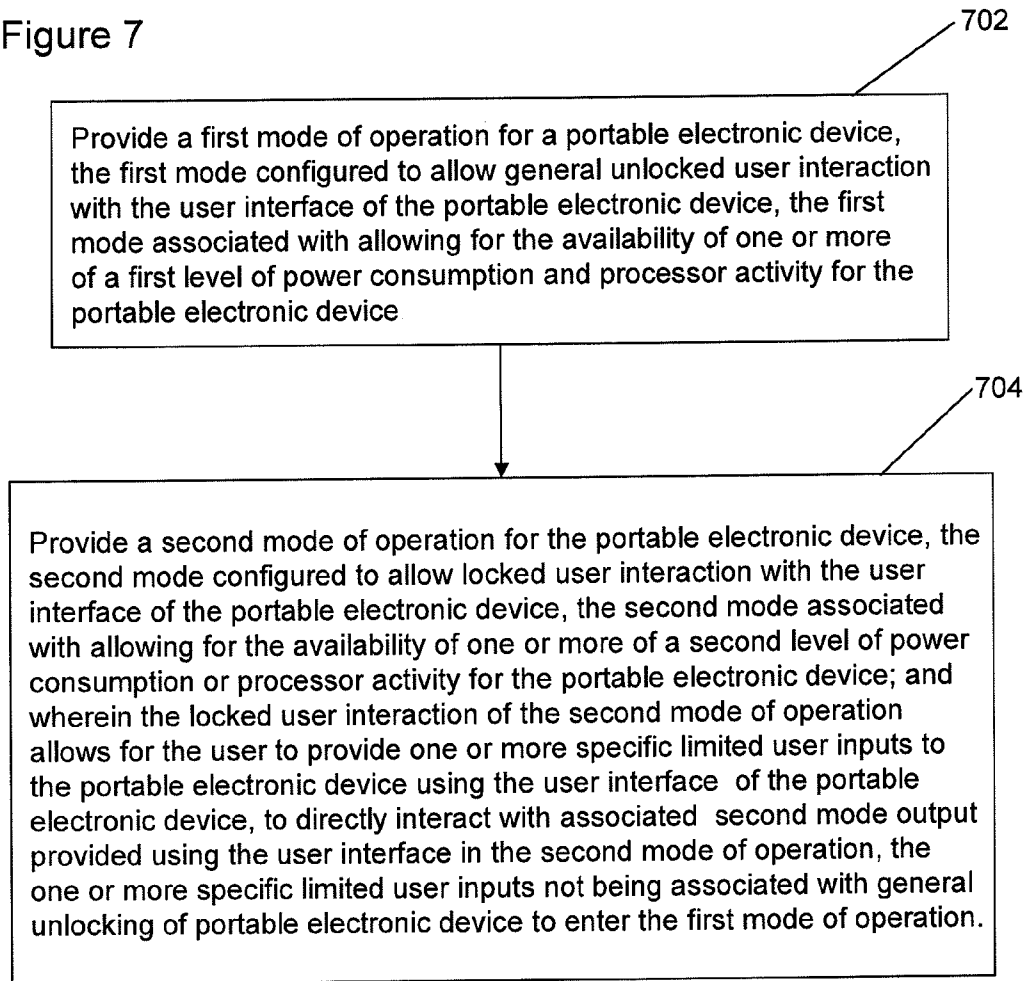 Figure 7
702
Provide a first mode of operation for a portable electronic device,
the first mode configured to allow general unlocked user interaction
with the user interface of the portable electronic device, the first
mode associated with allowing for the availability of one or more
of a first level of power consumption and processor activity for the
portable electronic device
704
Provide a second mode of operation for the portable electronic device, the
second mode configured to allow locked user interaction with the user
interface of the portable electronic device, the second mode associated
with allowing for the availability of one or more of a second level of power
consumption or processor activity for the portable electronic device; and
wherein the locked user interaction of the second mode of operation
allows for the user to provide one or more specific limited user inputs to
the portable electronic device using the user interface of the portable
electronic device, to directly interact with associated second mode output
provided using the user interface in the second mode of operation, the
one or more specific limited user inputs not being associated with general
unlocking of portable electronic device to enter the first mode of operation.